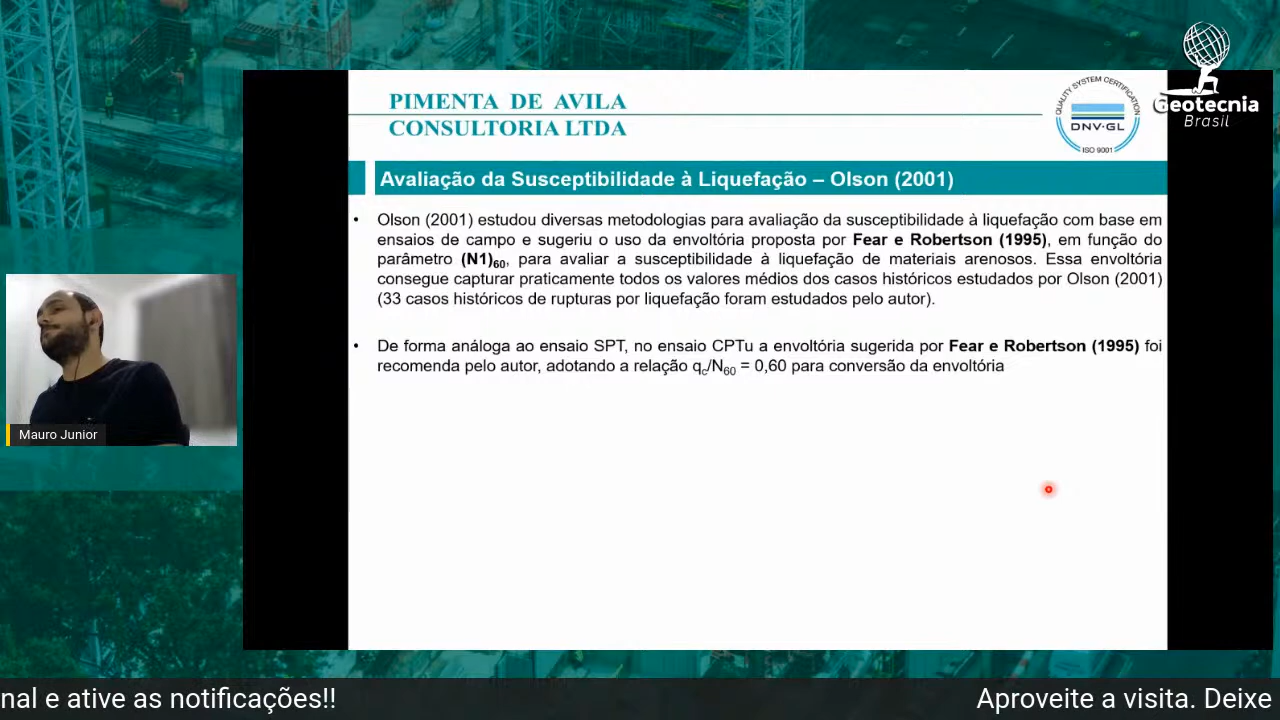 PIMENTA DE AVILA
CONSULTORIA LTDA
QUALITY SYSTEM CERTIFICATION
DNV·GL
ISO 9001
Geotecnia
Brasil
Avaliação da Susceptibilidade à Liquefação – Olson (2001)
• Olson (2001) estudou diversas metodologias para avaliação da susceptibilidade à liquefação com base em
ensaios de campo e sugeriu o uso da envoltória proposta por Fear e Robertson (1995), em função do
parâmetro (N1)60, para avaliar a susceptibilidade à liquefação de materiais arenosos. Essa envoltória
consegue capturar praticamente todos os valores médios dos casos históricos estudados por Olson (2001)
(33 casos históricos de rupturas por liquefação foram estudados pelo autor).
• De forma análoga ao ensaio SPT, no ensaio CPTu a envoltória sugerida por Fear e Robertson (1995) foi
recomenda pelo autor, adotando a relação qc/N60 = 0,60 para conversão da envoltória
Mauro Junior
nal e ative as notificações!!
Aproveite a visita. Deixe